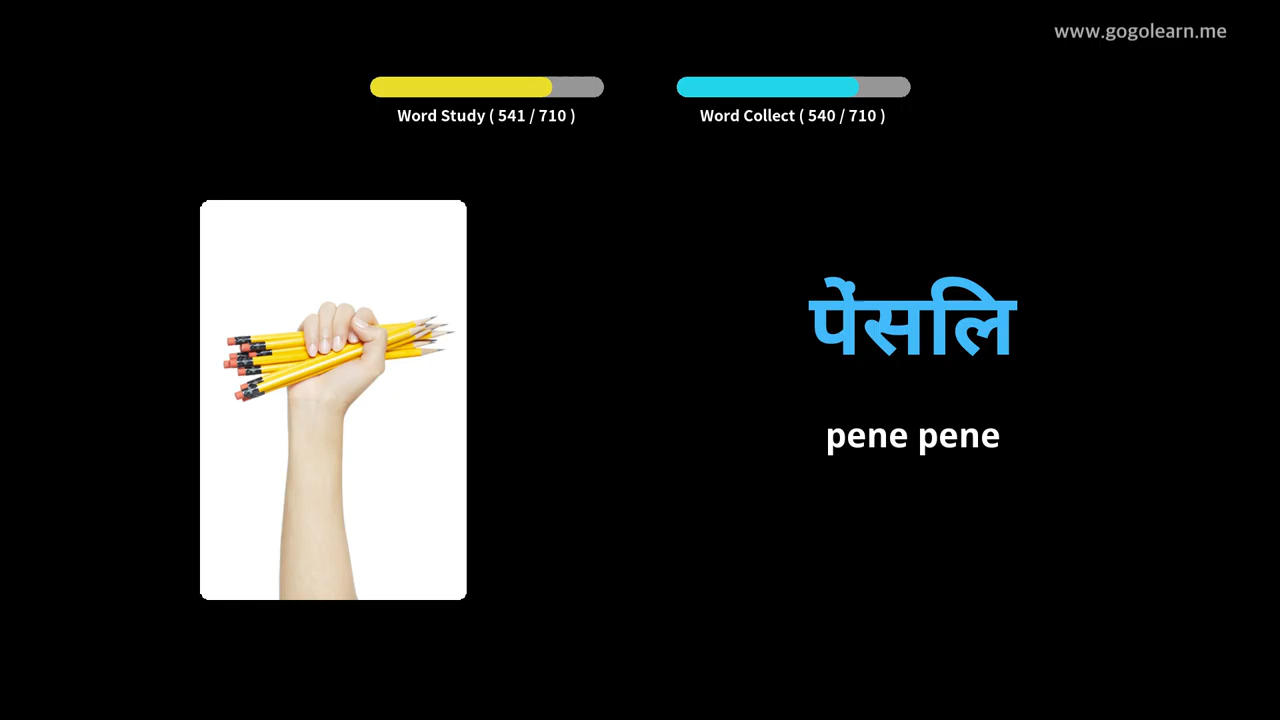 www.gogolearn.me
Word Study ( 541 / 710 )
Word Collect ( 540 / 710 )
पेंसलि
pene pene